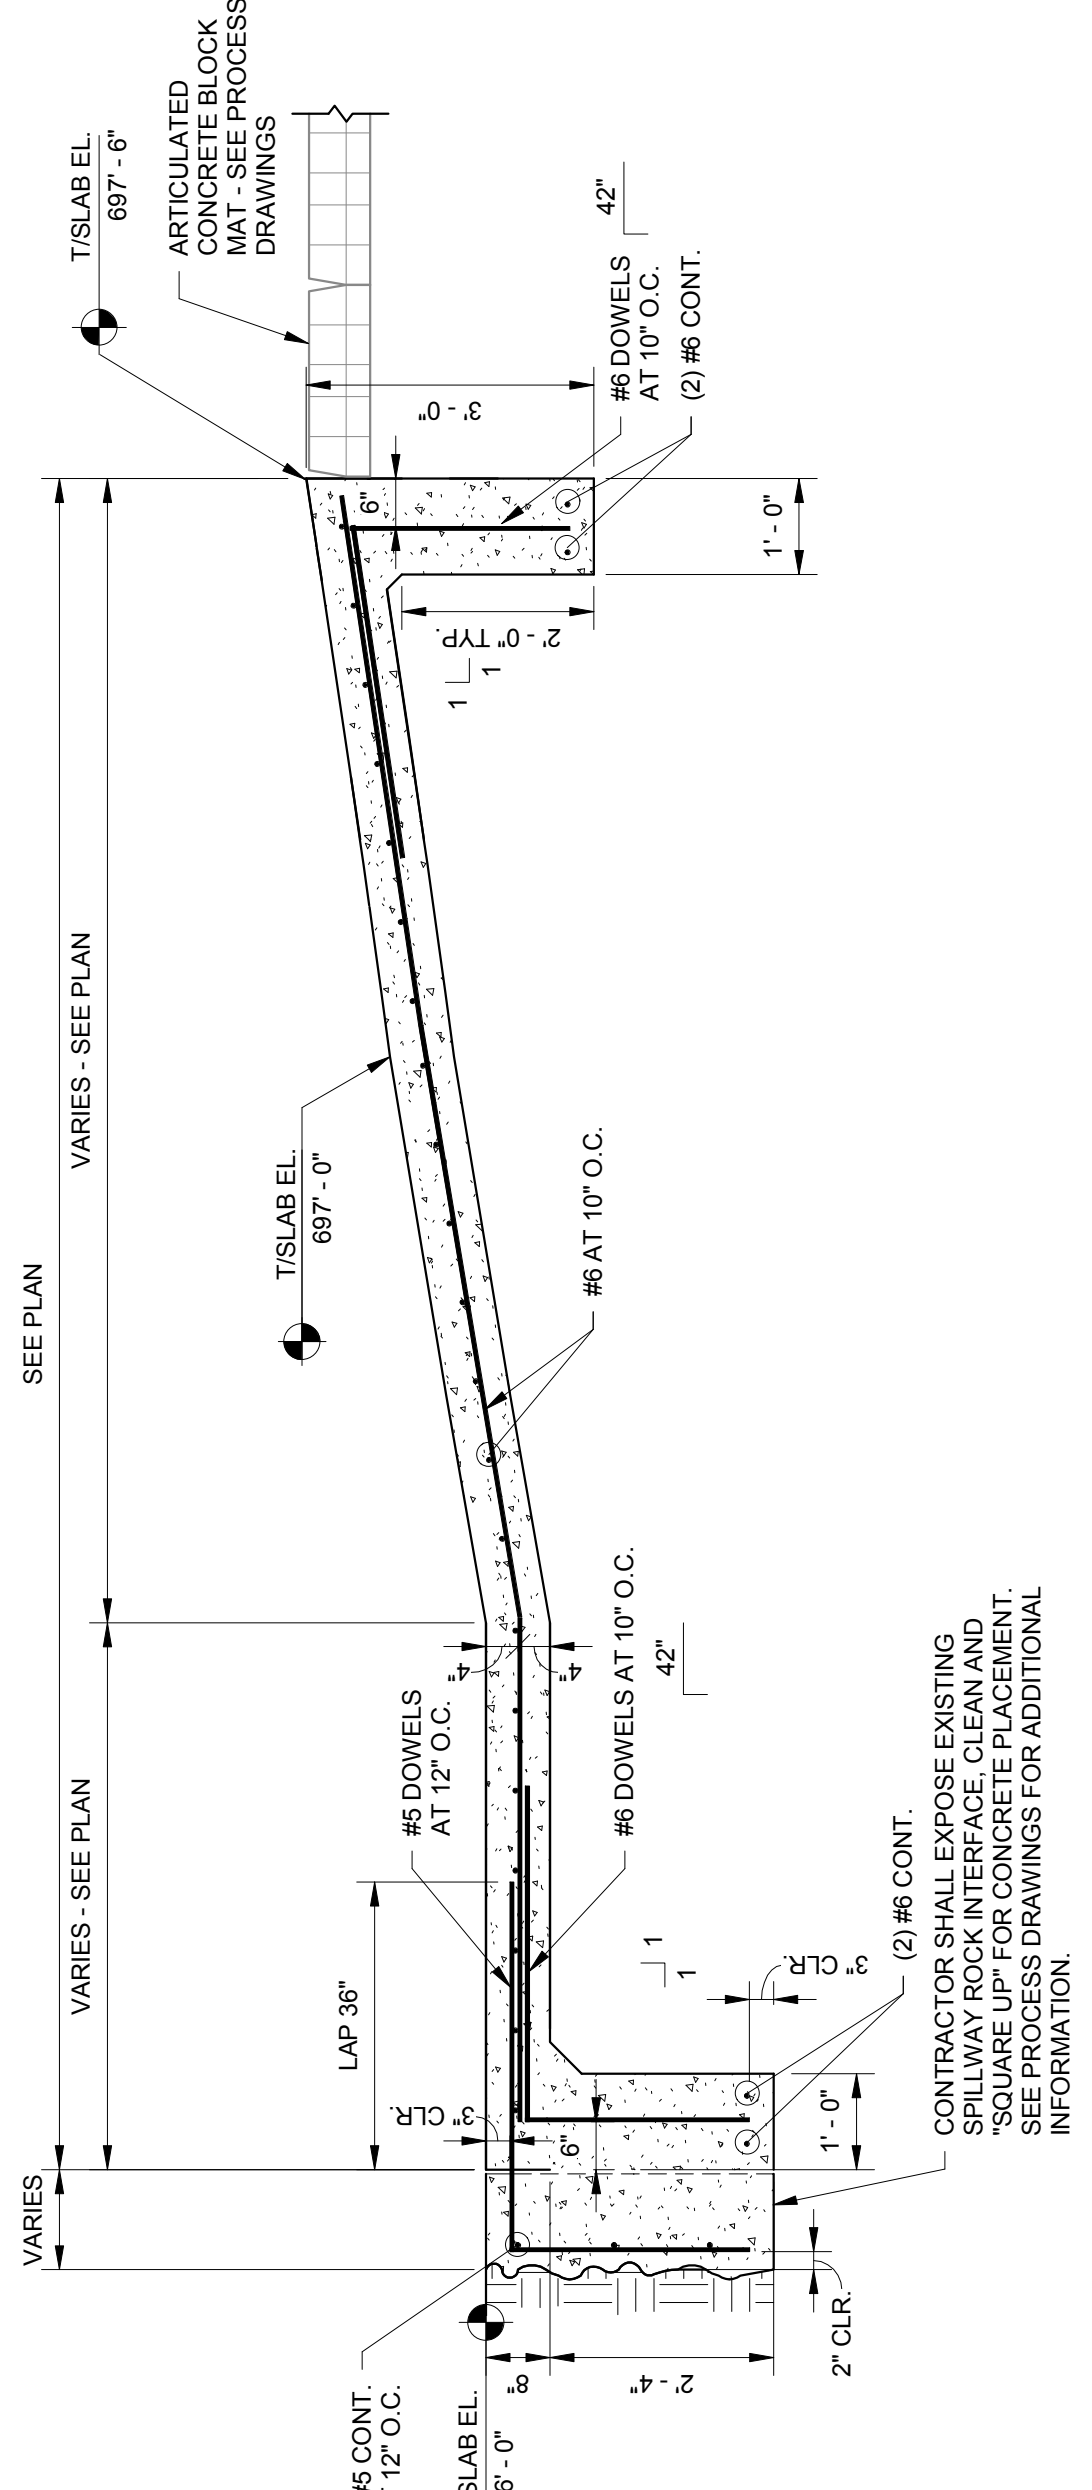 SEE PLAN
VARIES
VARIES - SEE PLAN
VARIES - SEE PLAN
T/SLAB EL.
697' - 6"
ARTICULATED
CONCRETE BLOCK
MAT - SEE PROCESS
DRAWINGS
T/SLAB EL.
697' - 0"
#5 CONT.
12" O.C.
SLAB EL.
6' - 0"
8"
2' - 4"
2" CLR.
3" CLR.
LAP 36"
#5 DOWELS
AT 12" O.C.
4"
4"
6"
1' - 0"
3" CLR.
1
1
42"
#6 DOWELS AT 10" O.C.
(2) #6 CONT.
CONTRACTOR SHALL EXPOSE EXISTING
SPILLWAY ROCK INTERFACE, CLEAN AND
"SQUARE UP" FOR CONCRETE PLACEMENT.
SEE PROCESS DRAWINGS FOR ADDITIONAL
INFORMATION.
#6 AT 10" O.C.
1
1
2' - 0" TYP.
6"
3' - 0"
1' - 0"
#6 DOWELS
AT 10" O.C.
(2) #6 CONT.
42"